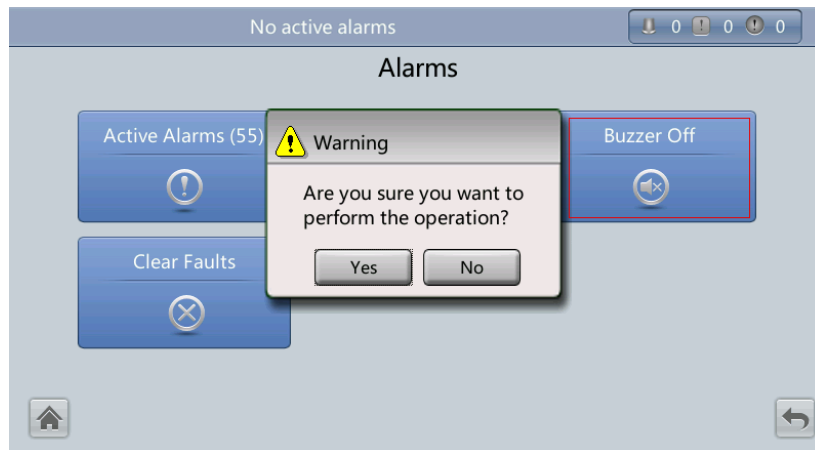 No active alarms
0 0 0
Alarms
Active Alarms (55)
Buzzer Off
Warning
Are you sure you want to
perform the operation?
Yes No
Clear Faults